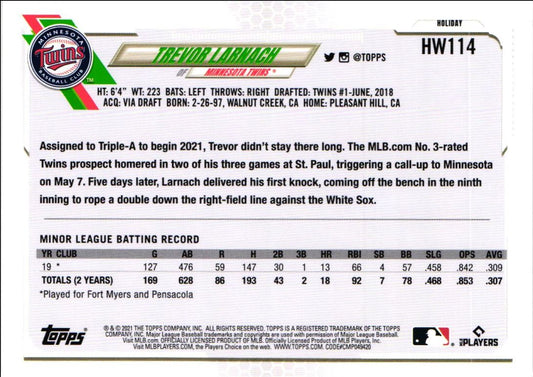 HOLIDAY
HW114
MINNESOTA
Twins
BASEBALL CLUB
TM
TREVOR LARNACH
OF / MINNESOTA TWINS®
@TOPPS
HT: 6'4" WT: 223 BATS: LEFT THROWS: RIGHT DRAFTED: TWINS #1-JUNE, 2018
ACQ: VIA DRAFT BORN: 2-26-97, WALNUT CREEK, CA HOME: PLEASANT HILL, CA
Assigned to Triple-A to begin 2021, Trevor didn't stay there long. The MLB.com No. 3-rated
Twins prospect homered in two of his three games at St. Paul, triggering a call-up to Minnesota
on May 7. Five days later, Larnach delivered his first knock, coming off the bench in the ninth
inning to rope a double down the right-field line against the White Sox.
MINOR LEAGUE BATTING RECORD
YR CLUB G AB R H 2B 3B HR RBI SB BB SLG OPS AVG
19 * 127 476 59 147 30 1 13 66 4 57 .458 .842 .309
TOTALS (2 YEARS) 169 628 86 193 43 2 18 92 7 78 .468 .853 .307
*Played for Fort Myers and Pensacola
Topps
® & © 2021 THE TOPPS COMPANY, INC. ALL RIGHTS RESERVED. TOPPS IS A REGISTERED TRADEMARK OF THE TOPPS
COMPANY, INC. Major League Baseball trademarks and copyrights are used with permission of Major League Baseball.
Visit MLB.com. OFFICIALLY LICENSED PRODUCT OF MLB PLAYERS, INC.
Visit MLBPLAYERS.com, the Players Choice on the web. WWW.TOPPS.COM. CODE#CMP049420
MLB PLAYERS